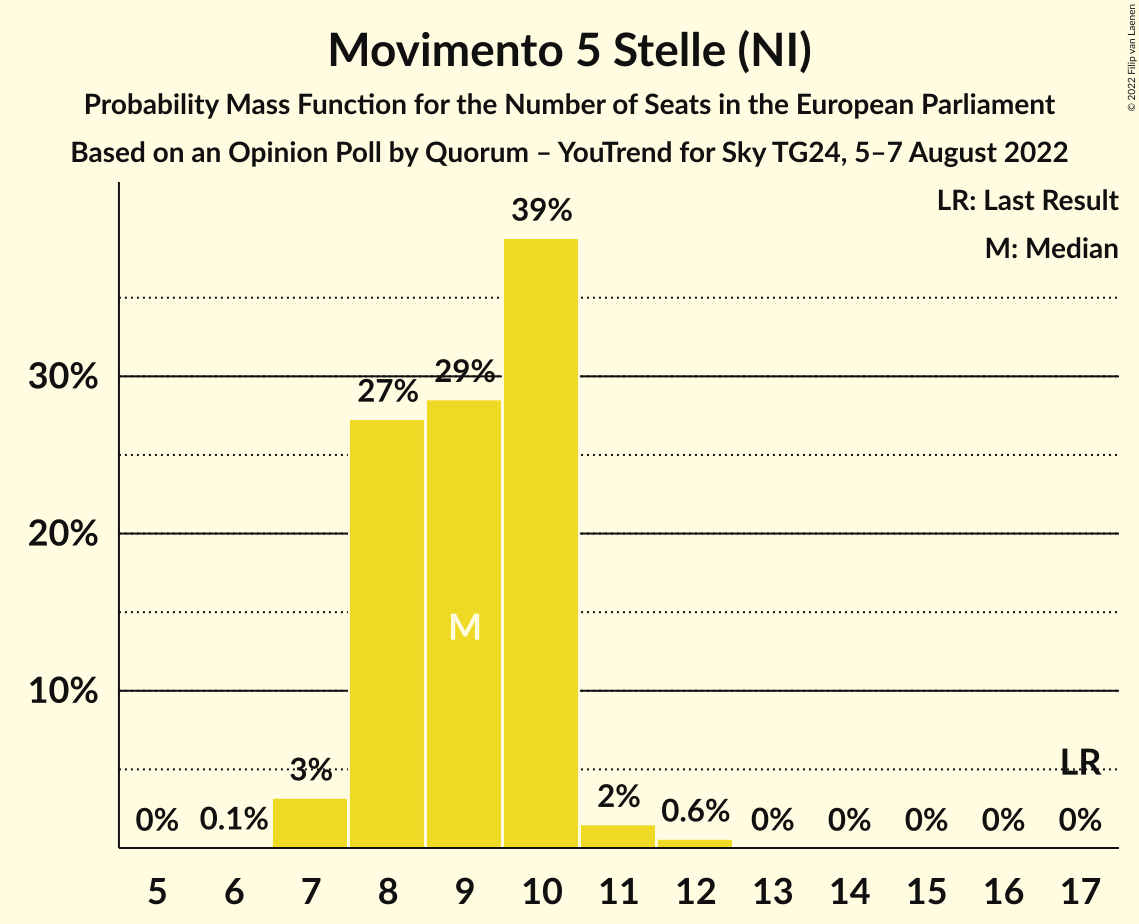 Movimento 5 Stelle (NI)
Probability Mass Function for the Number of Seats in the European Parliament
Based on an Opinion Poll by Quorum – YouTrend for Sky TG24, 5–7 August 2022
© 2022 Filip van Laenen
LR: Last Result
M: Median
39%
30%
29%
27%
20%
M
10%
LR
3%
2%
0.6%
0%
0.1%
0%
0%
0%
0%
0%
5 6 7 8 9 10 11 12 13 14 15 16 17